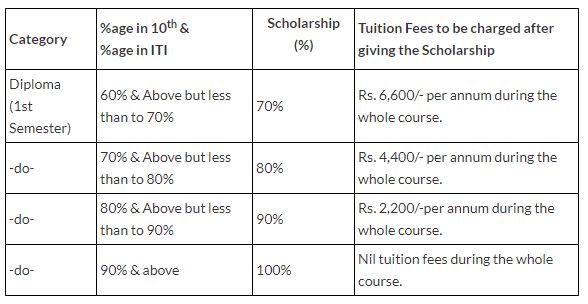 Category
%age in 10th &
%age in ITI
Scholarship
(%)
Tuition Fees to be charged after
giving the Scholarship
Diploma
(1st
Semester)
60% & Above but less
than to 70%
70%
Rs. 6,600/- per annum during the
whole course.
-do-
70% & Above but less
than to 80%
80%
Rs. 4,400/- per annum during the
whole course.
-do-
80% & Above but less
than to 90%
90%
Rs. 2,200/-per annum during the
whole course.
-do-
90% & above
100%
Nil tuition fees during the whole
course.